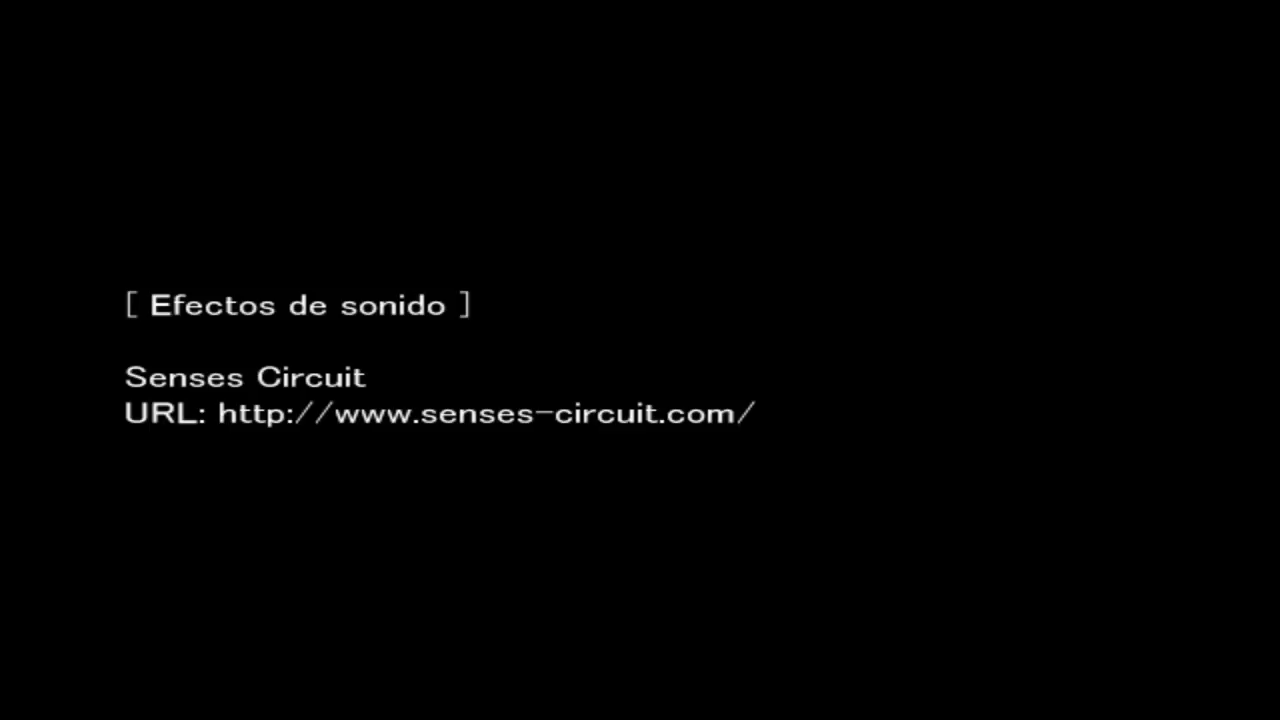 [ Efectos de sonido ]
Senses Circuit
URL: http://www.senses-circuit.com/